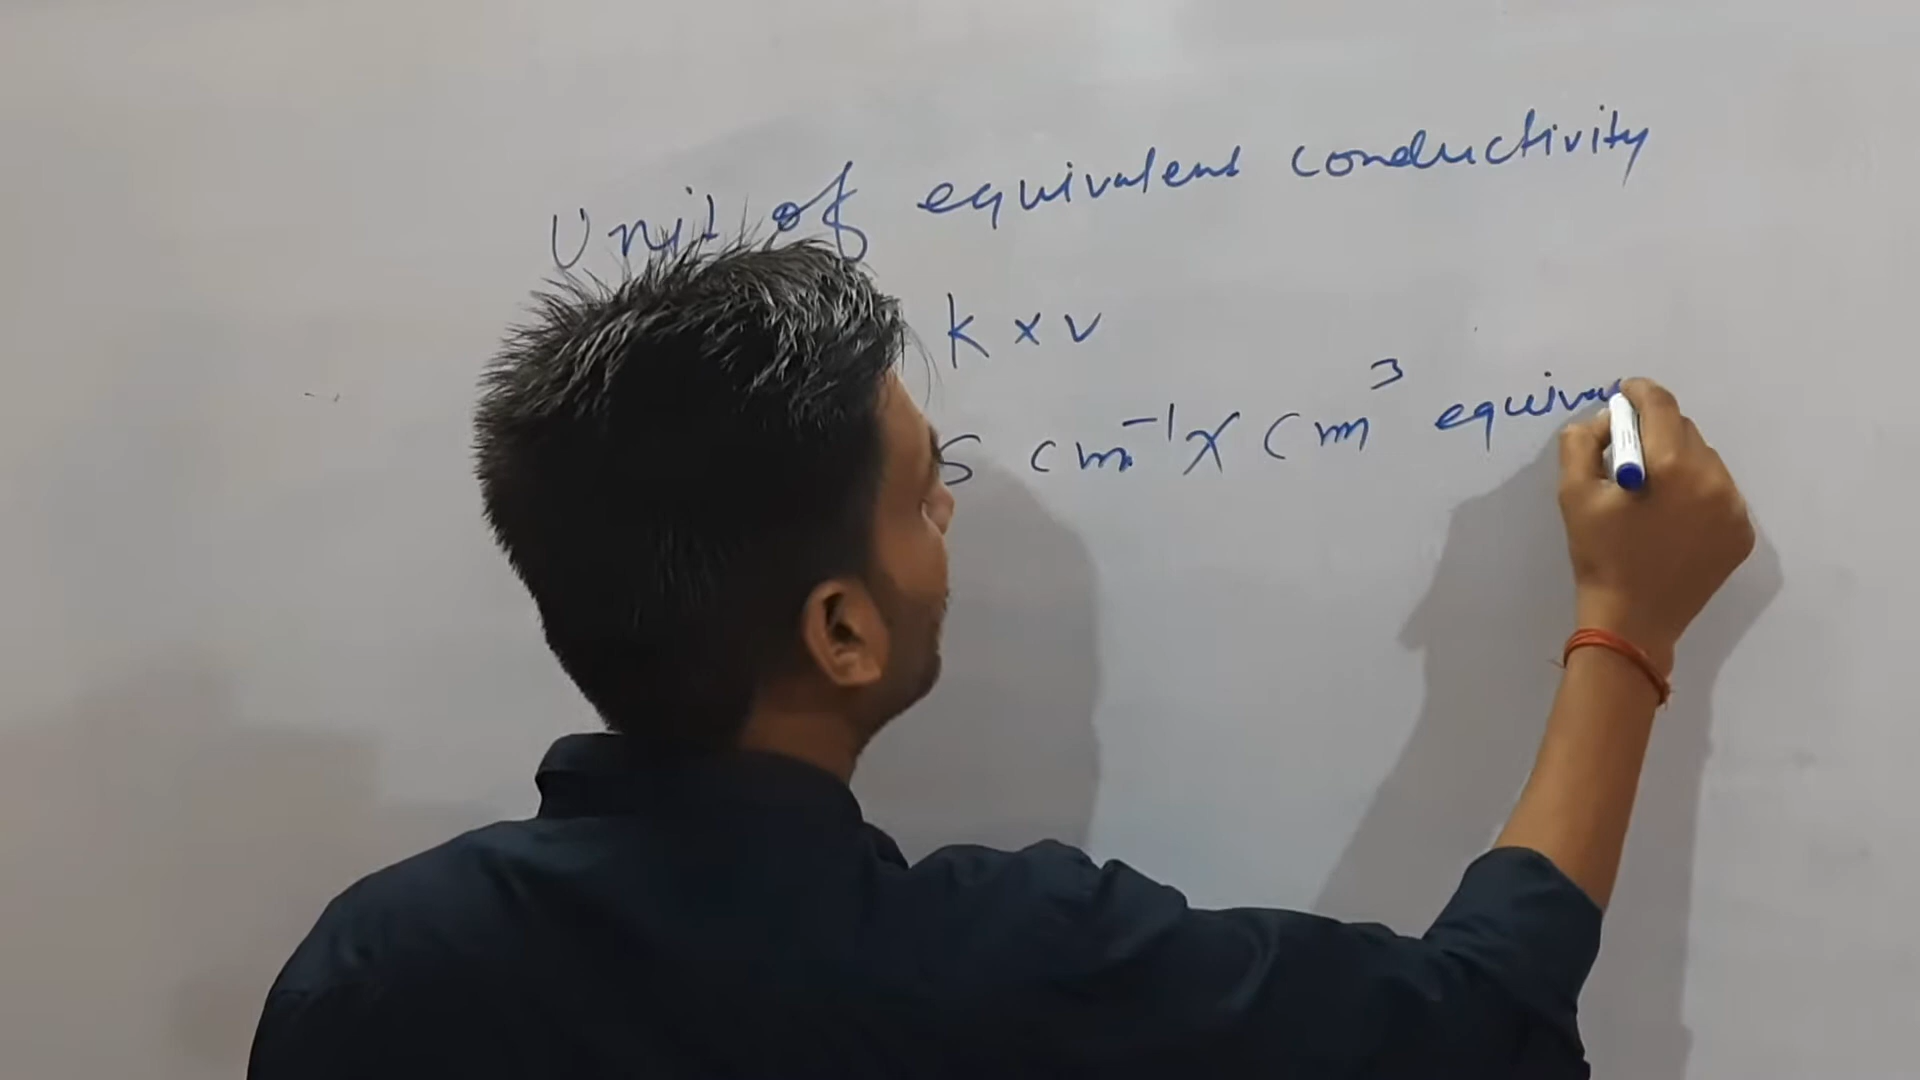 Unit of equivalent conductivity
k × v
S cm⁻¹ × cm³ equiva